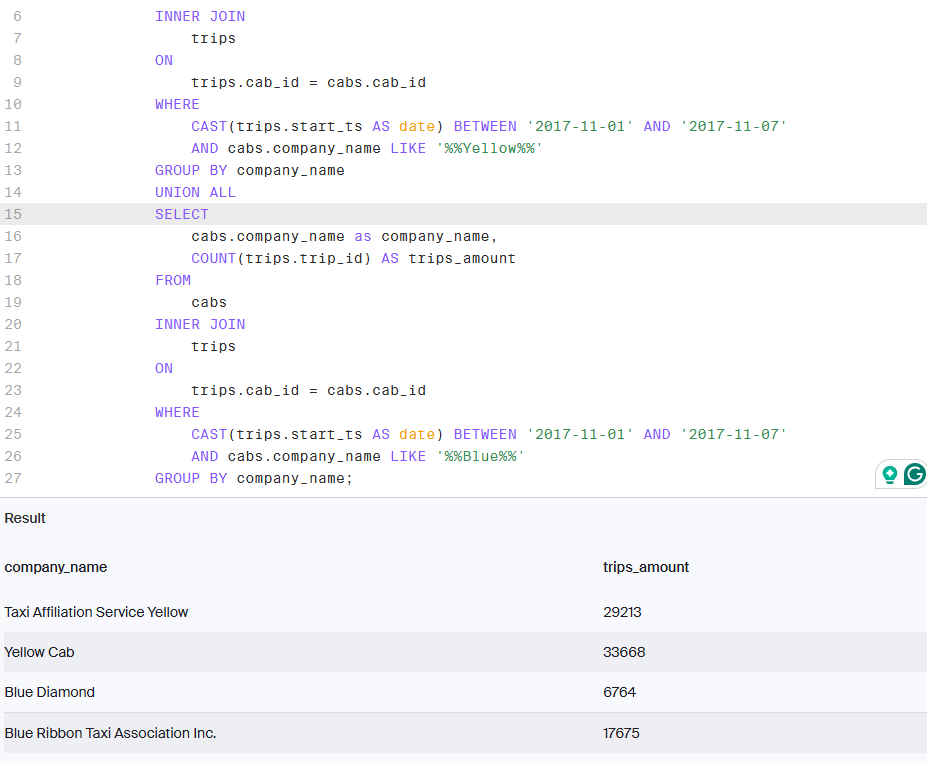 6 INNER JOIN
7 trips
8 ON
9 trips.cab_id = cabs.cab_id
10 WHERE
11 CAST(trips.start_ts AS date) BETWEEN '2017-11-01' AND '2017-11-07'
12 AND cabs.company_name LIKE '%%Yellow%%'
13 GROUP BY company_name
14 UNION ALL
15 SELECT
16 cabs.company_name as company_name,
17 COUNT(trips.trip_id) AS trips_amount
18 FROM
19 cabs
20 INNER JOIN
21 trips
22 ON
23 trips.cab_id = cabs.cab_id
24 WHERE
25 CAST(trips.start_ts AS date) BETWEEN '2017-11-01' AND '2017-11-07'
26 AND cabs.company_name LIKE '%%Blue%%'
27 GROUP BY company_name;
Result
company_name trips_amount
Taxi Affiliation Service Yellow 29213
Yellow Cab 33668
Blue Diamond 6764
Blue Ribbon Taxi Association Inc. 17675